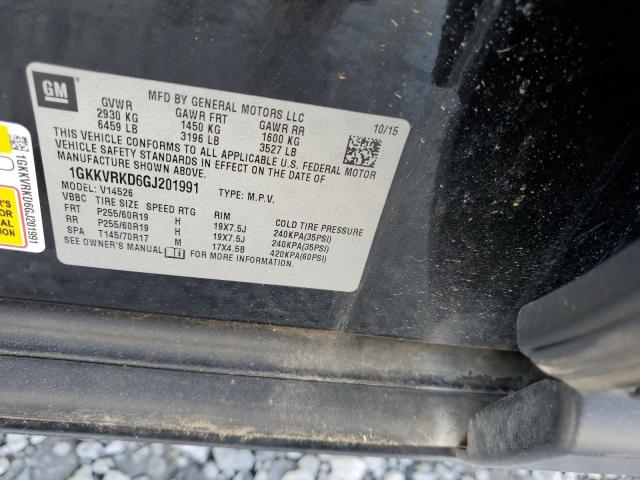 GM
MFD BY GENERAL MOTORS LLC
10/15
GVWR GAWR FRT GAWR RR
2930 KG 1450 KG 1600 KG
6459 LB 3196 LB 3527 LB
THIS VEHICLE CONFORMS TO ALL APPLICABLE U.S. FEDERAL MOTOR
VEHICLE SAFETY STANDARDS IN EFFECT ON THE DATE OF
MANUFACTURE SHOWN ABOVE.
1GKKVRKD6GJ201991 TYPE: M.P.V.
MODEL: V14526
VBBC TIRE SIZE SPEED RTG RIM COLD TIRE PRESSURE
FRT P255/60R19 H 19X7.5J 240KPA(35PSI)
RR P255/60R19 H 19X7.5J 240KPA(35PSI)
SPA T145/70R17 M 17X4.5B 420KPA(60PSI)
SEE OWNER'S MANUAL FOR MORE INFORMATION.
1GKKVRKD6GJ201991